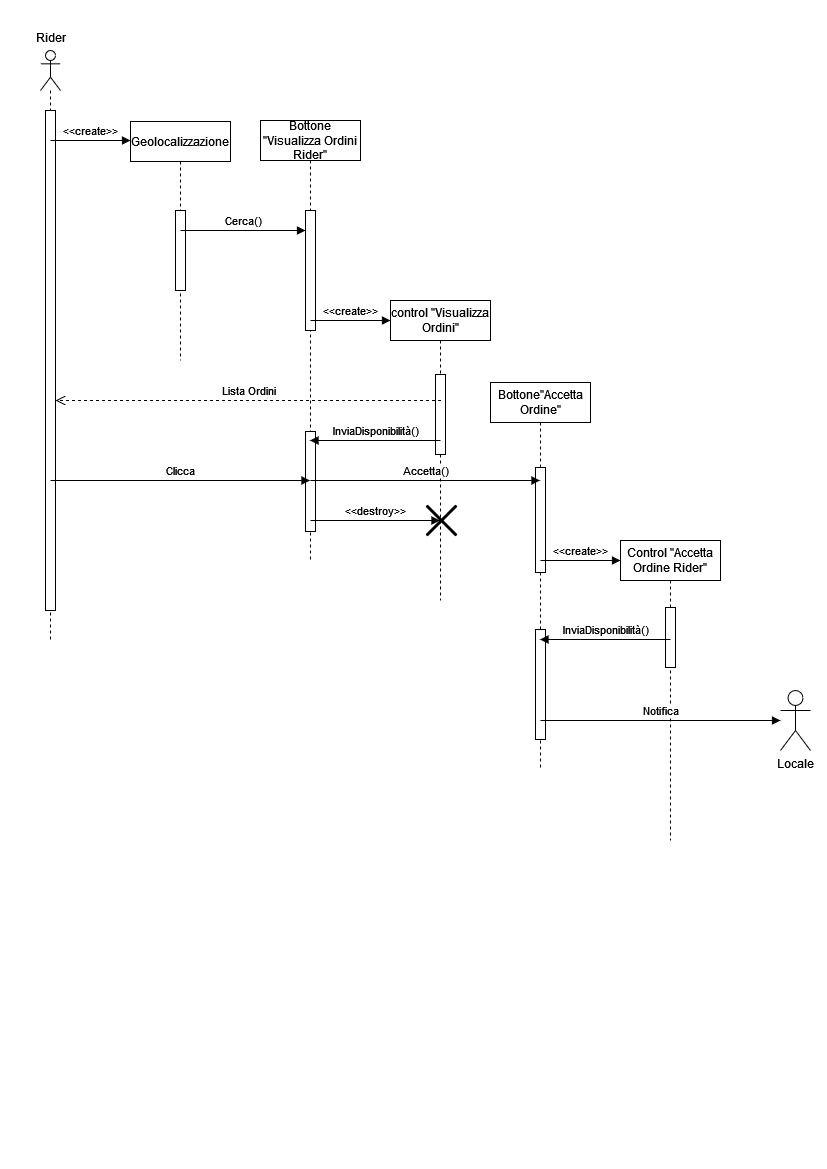 Rider
<<create>>
Geolocalizzazione
Bottone
"Visualizza Ordini
Rider"
Cerca()
<<create>>
control "Visualizza
Ordini"
Lista Ordini
Bottone"Accetta
Ordine"
InviaDisponibilità()
Clicca
Accetta()
<<destroy>>
<<create>>
Control "Accetta
Ordine Rider"
InviaDisponibilità()
Notifica
Locale